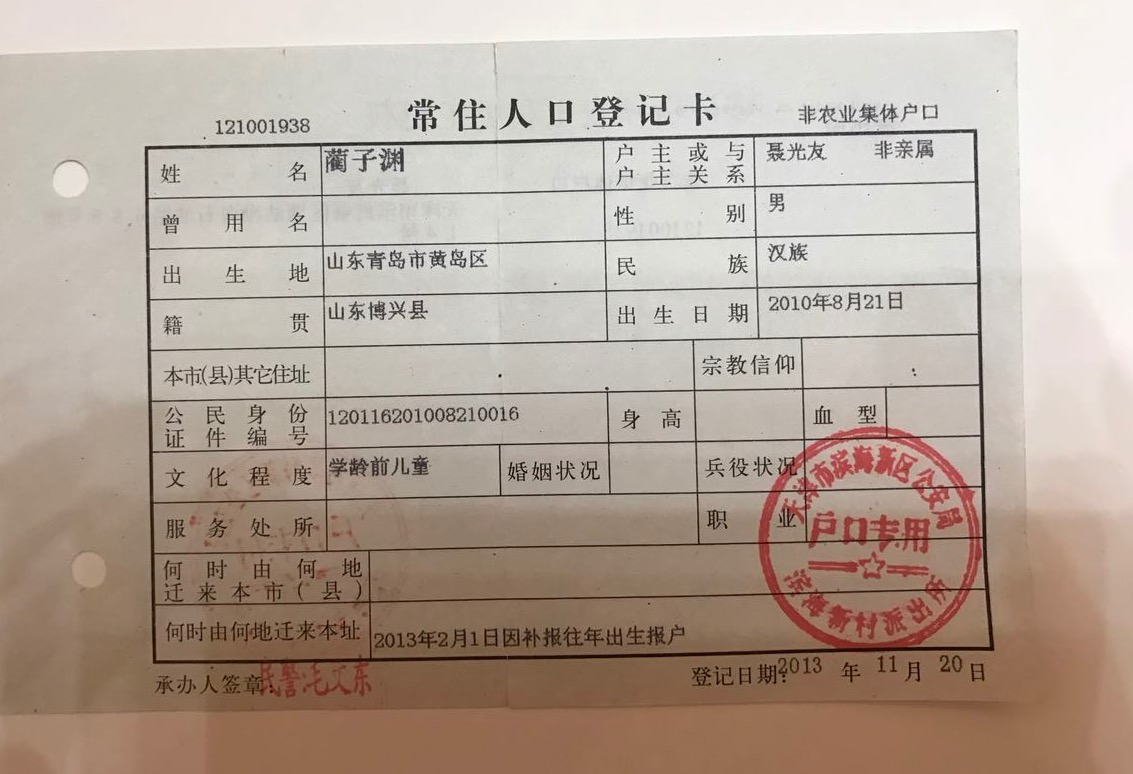 常住人口登记卡
121001938 非农业集体户口
姓名 蔺子渊 户主或与户主关系 聂光友 非亲属
曾用名 性别 男
出生地 山东青岛市黄岛区 民族 汉族
籍贯 山东博兴县 出生日期 2010年8月21日
本市(县)其它住址 宗教信仰
公民身份证件编号 120116201008210016 身高 血型
文化程度 学龄前儿童 婚姻状况 兵役状况
服务处所 职业
何时由何地迁来本市(县)
何时由何地迁来本址 2013年2月1日因补报往年出生报户
天津市滨海新区公安局
户口专用
滨海新村派出所
承办人签章: 民警:毛文东 登记日期:2013年11月20日